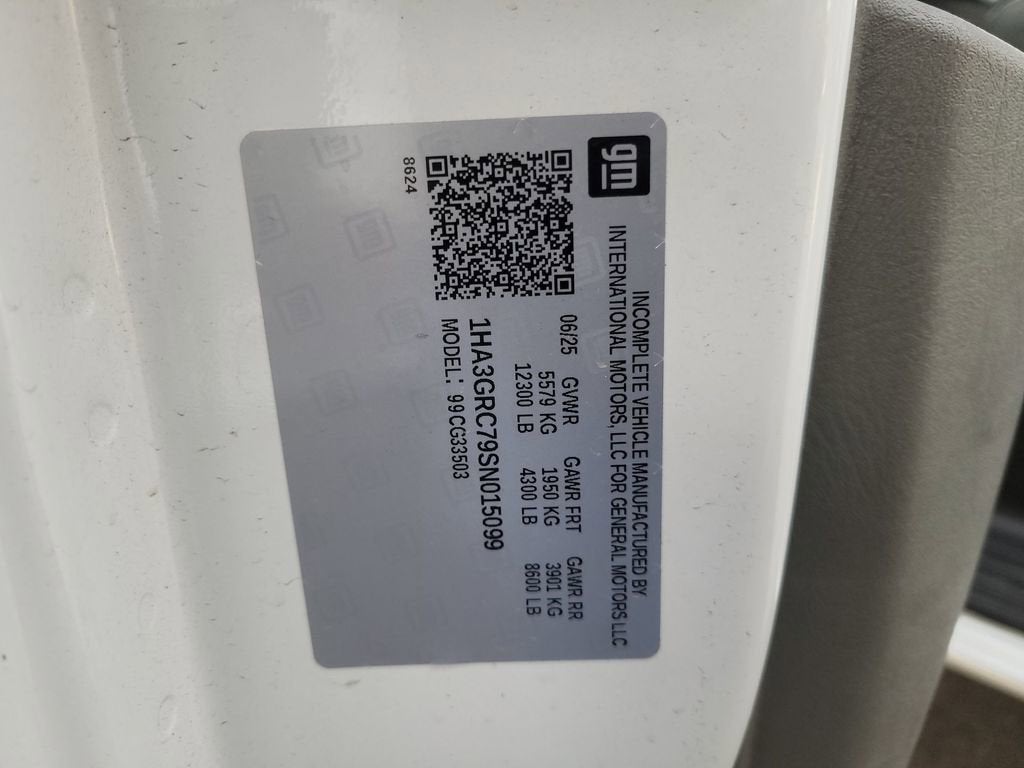 gm
INCOMPLETE VEHICLE MANUFACTURED BY
INTERNATIONAL MOTORS, LLC FOR GENERAL MOTORS LLC
06/25 GVWR GAWR FRT GAWR RR
5579 KG 1950 KG 3901 KG
12300 LB 4300 LB 8600 LB
1HA3GRC79SN015099
MODEL: 99CG33503
8624